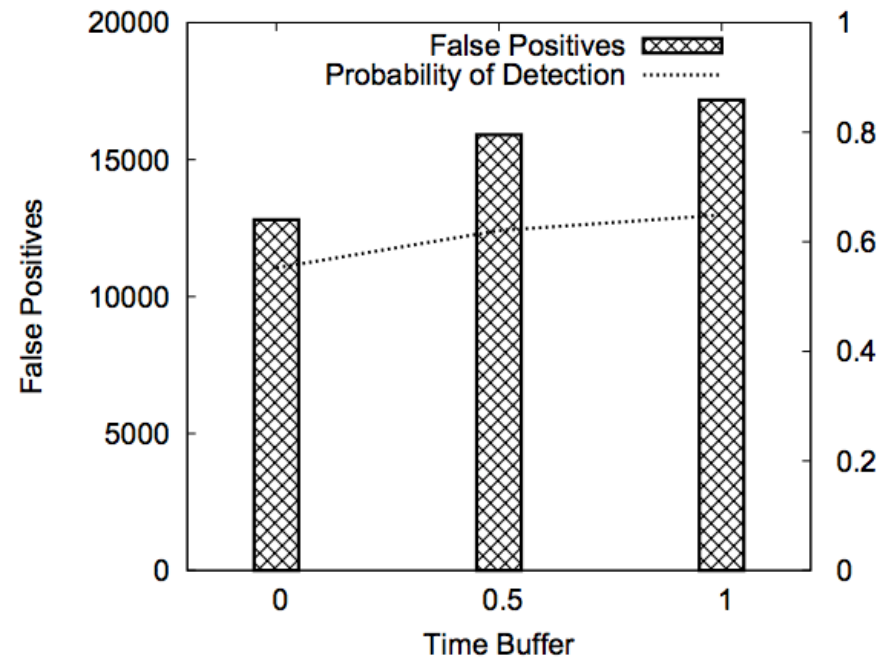 20000
15000
10000
5000
0
False Positives
False Positives
Probability of Detection
1
0.8
0.6
0.4
0.2
0
0 0.5 1
Time Buffer